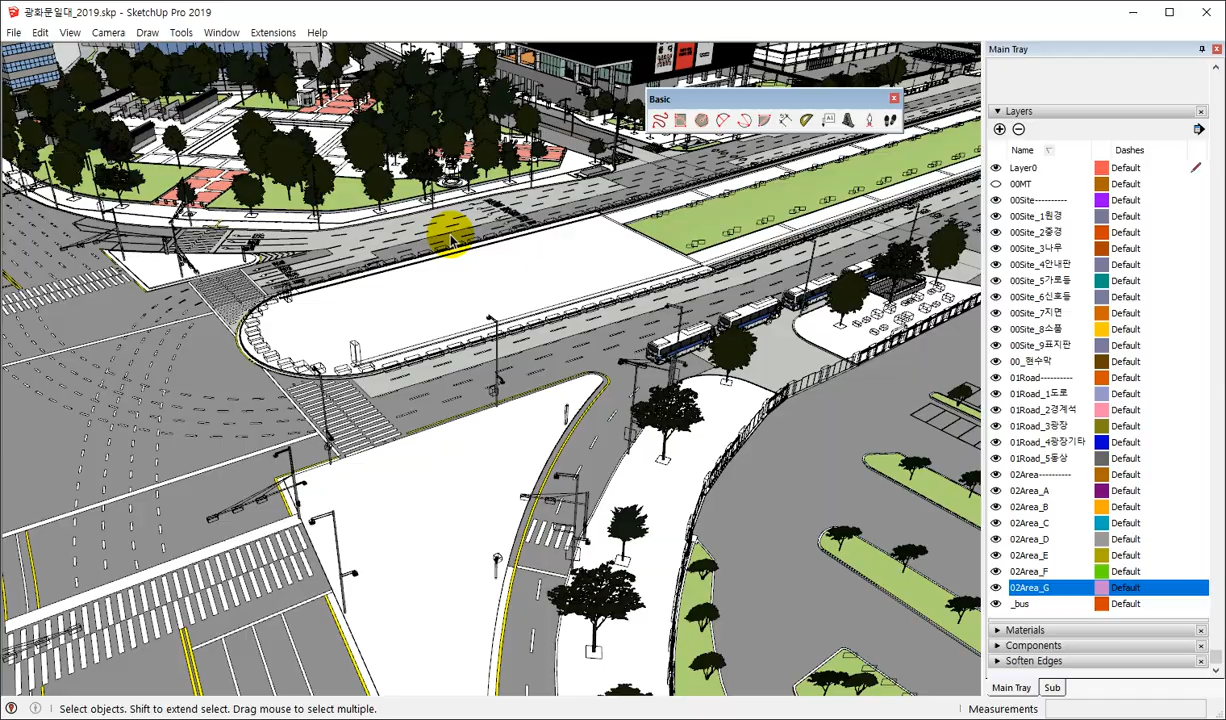 광화문일대_2019.skp - SketchUp Pro 2019
File Edit View Camera Draw Tools Window Extensions Help
Main Tray
Basic
A1
Layers
Name Dashes
Layer0 Default
00MT Default
00Site---------- Default
00Site_1원경 Default
00Site_2중경 Default
00Site_3나무 Default
00Site_4안내판 Default
00Site_5가로등 Default
00Site_6신호등 Default
00Site_7지면 Default
00Site_8소품 Default
00Site_9표지판 Default
00_현수막 Default
01Road---------- Default
01Road_1도로 Default
01Road_2경계석 Default
01Road_3광장 Default
01Road_4광장기타 Default
01Road_5동상 Default
02Area---------- Default
02Area_A Default
02Area_B Default
02Area_C Default
02Area_D Default
02Area_E Default
02Area_F Default
02Area_G Default
_bus Default
Materials
Components
Soften Edges
Main Tray Sub
Select objects. Shift to extend select. Drag mouse to select multiple.
Measurements